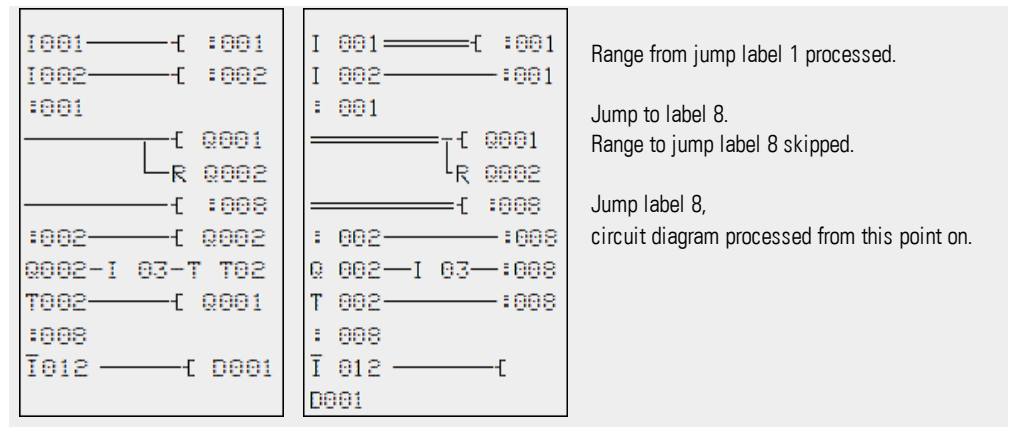 I001 [ :001
I002 [ :002
:001
[ Q001
R Q002
[ :008
:002 [ Q002
Q002-I 03-T T02
T002 [ Q001
:008
Ī012 [ D001
I 001 [ :001
I 002 :001
: 001
[ Q001
R Q002
[ :008
: 002 :008
Q 002 I 03 :008
T 002 :008
: 008
Ī 012 [
D001
Range from jump label 1 processed.
Jump to label 8.
Range to jump label 8 skipped.
Jump label 8,
circuit diagram processed from this point on.